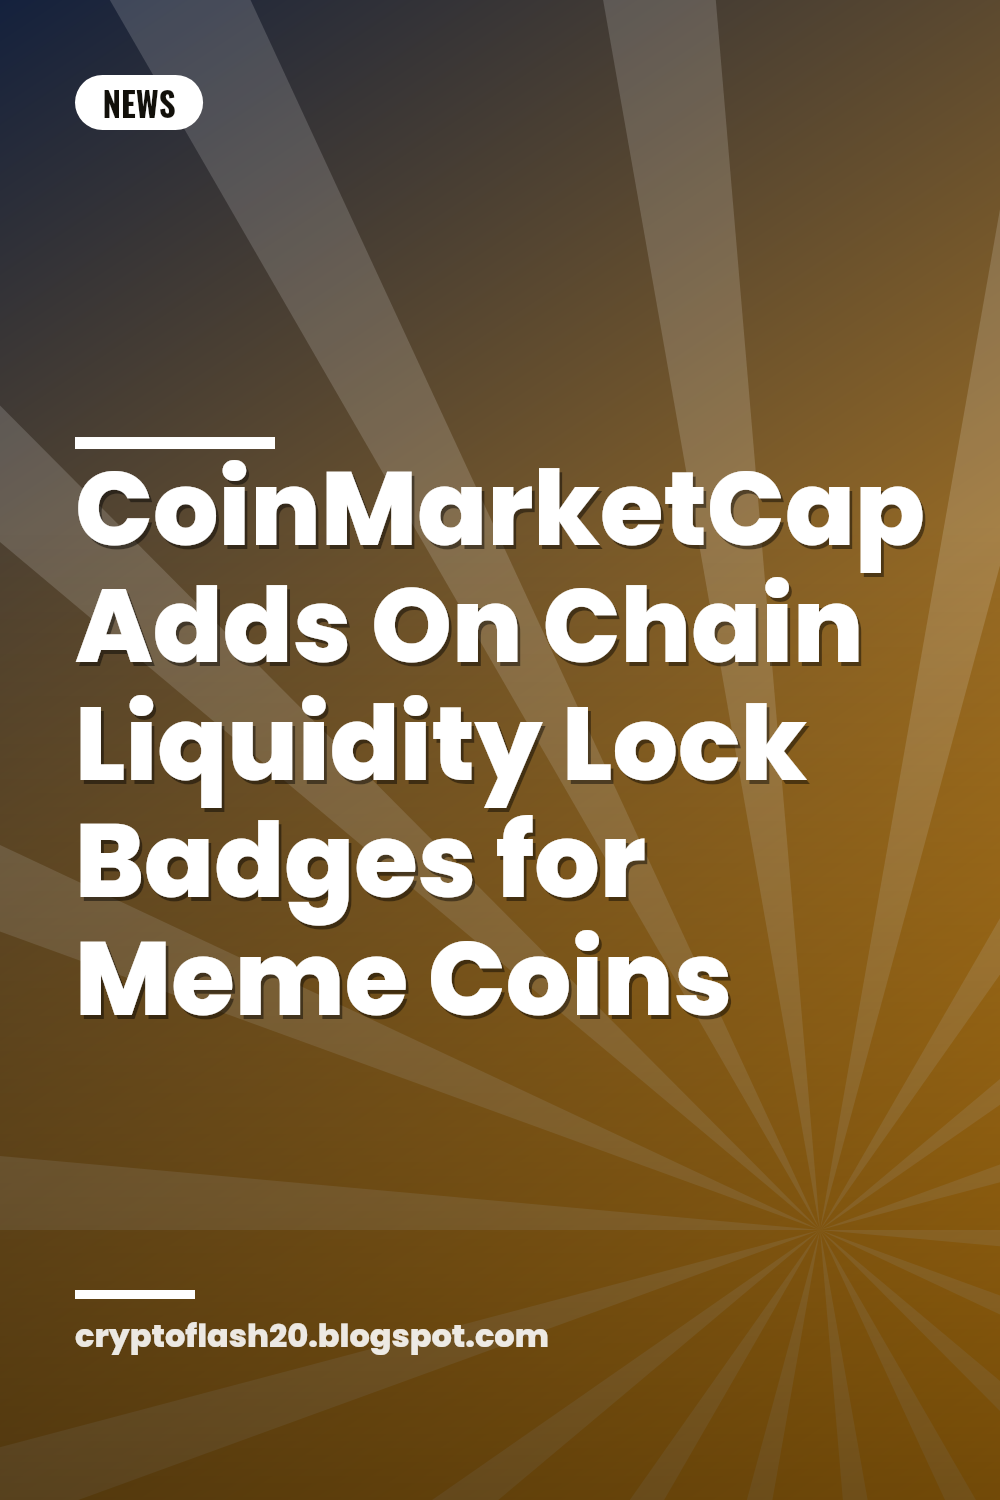 NEWS
CoinMarketCap
Adds On Chain
Liquidity Lock
Badges for
Meme Coins
cryptoflash20.blogspot.com